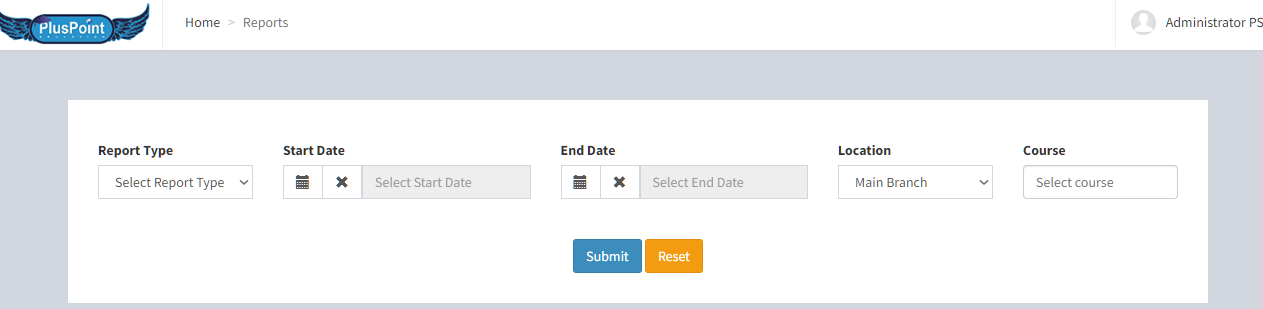 PlusPoint
Home > Reports
Administrator PS
Report Type Start Date End Date Location Course
Select Report Type Select Start Date Select End Date Main Branch Select course
Submit Reset